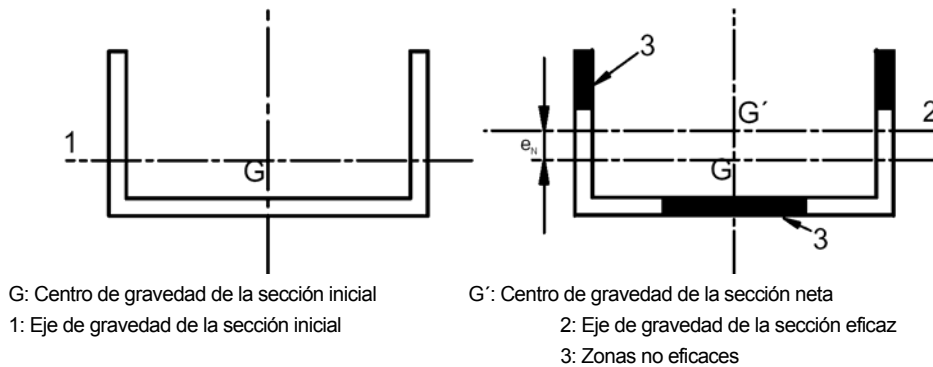 3
G´
2
1
e_N
G
G
3
G: Centro de gravedad de la sección inicial
G´: Centro de gravedad de la sección neta
1: Eje de gravedad de la sección inicial
2: Eje de gravedad de la sección eficaz
3: Zonas no eficaces